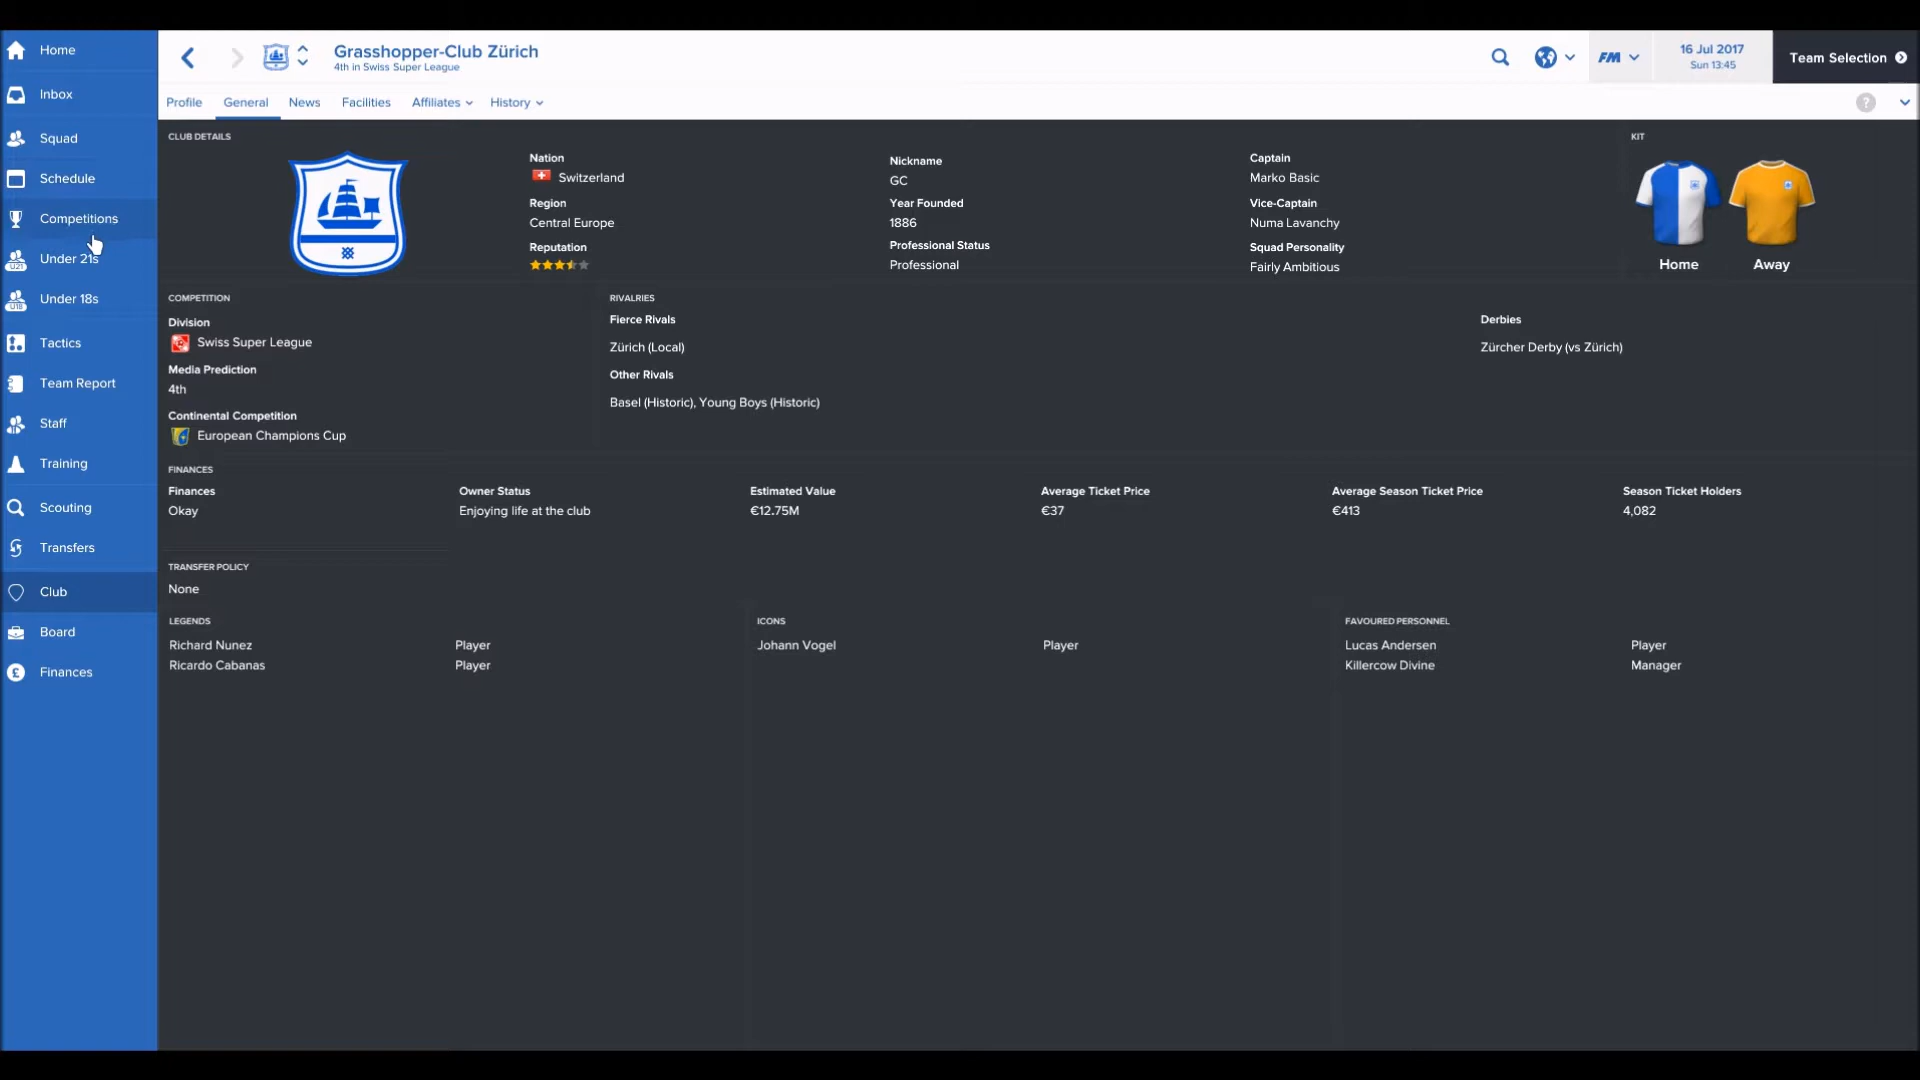 Home
Inbox
Squad
Schedule
Competitions
Under 21s
Under 18s
Tactics
Team Report
Staff
Training
Scouting
Transfers
Club
Board
Finances
Grasshopper-Club Zürich
4th in Swiss Super League
FM
16 Jul 2017
Sun 13:45
Team Selection
Profile General News Facilities Affiliates History
?
CLUB DETAILS
Nation
Switzerland
Region
Central Europe
Reputation
Nickname
GC
Year Founded
1886
Professional Status
Professional
Captain
Marko Basic
Vice-Captain
Numa Lavanchy
Squad Personality
Fairly Ambitious
KIT
Home Away
COMPETITION
Division
Swiss Super League
Media Prediction
4th
Continental Competition
European Champions Cup
RIVALRIES
Fierce Rivals
Zürich (Local)
Other Rivals
Basel (Historic), Young Boys (Historic)
Derbies
Zürcher Derby (vs Zürich)
FINANCES
Finances
Okay
Owner Status
Enjoying life at the club
Estimated Value
€12.75M
Average Ticket Price
€37
Average Season Ticket Price
€413
Season Ticket Holders
4,082
TRANSFER POLICY
None
LEGENDS
Richard Nunez Player
Ricardo Cabanas Player
ICONS
Johann Vogel Player
FAVOURED PERSONNEL
Lucas Andersen Player
Killercow Divine Manager